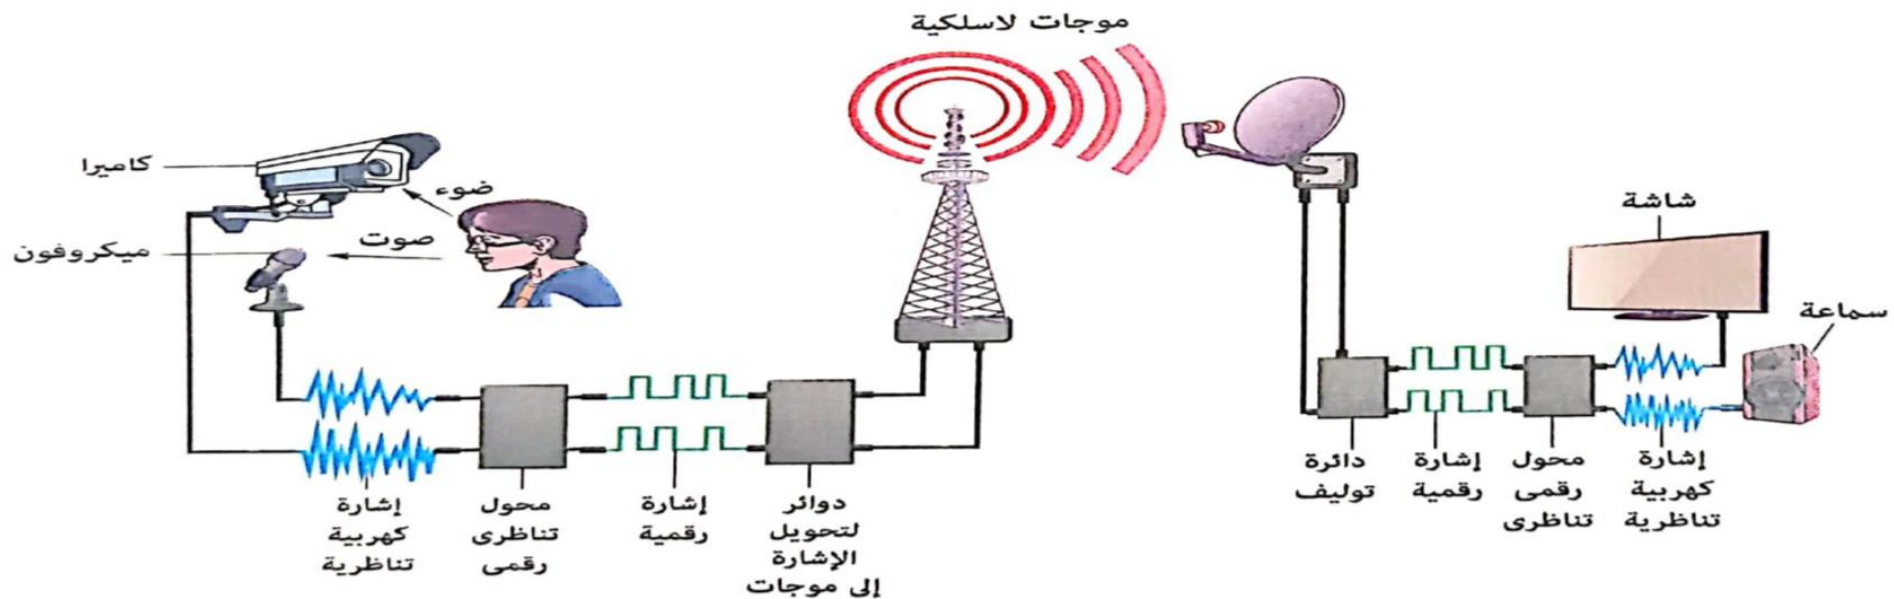 موجات لاسلكية
كاميرا
ضوء
صوت
ميكروفون
شاشة
سماعة
إشارة
كهربية
تناظرية
محول
تناظرى
رقمى
إشارة
رقمية
دوائر
لتحويل
الإشارة
إلى موجات
دائرة
توليف
إشارة
رقمية
محول
رقمى
تناظرى
إشارة
كهربية
تناظرية